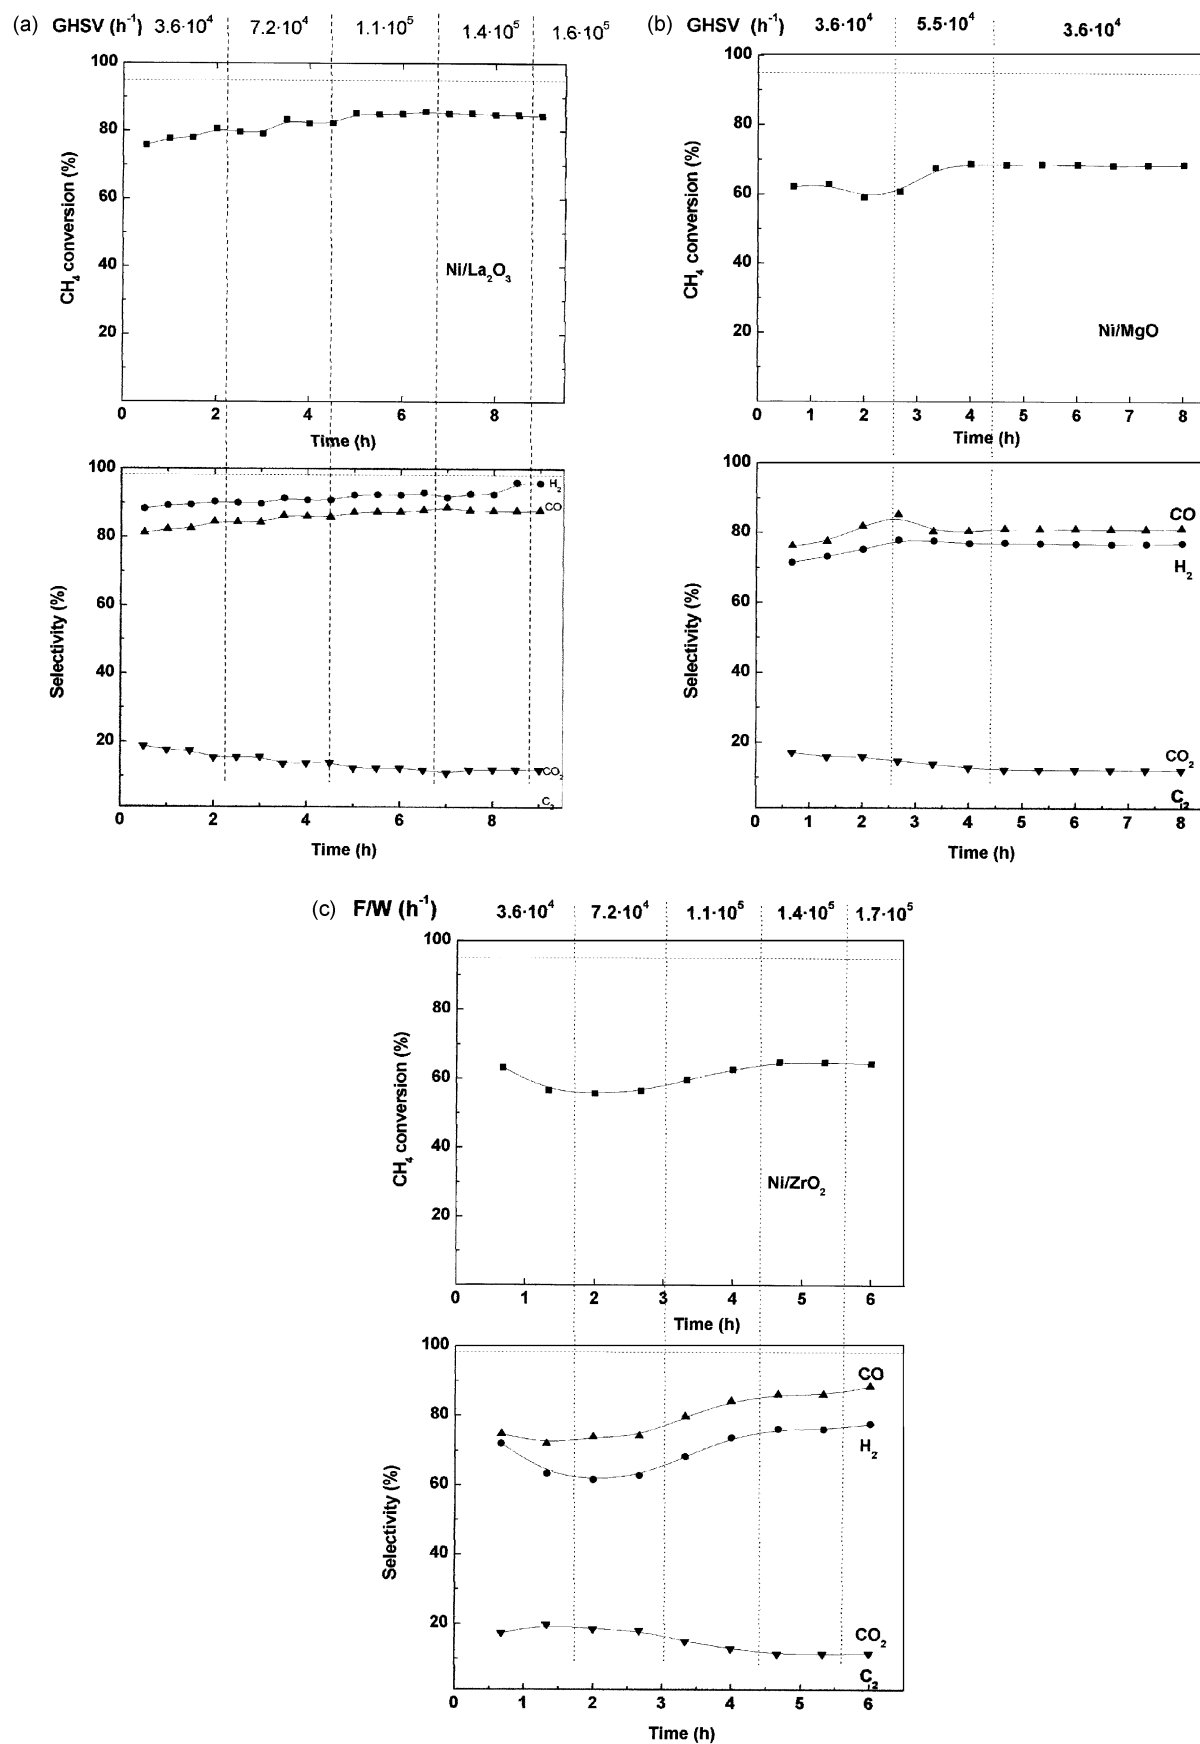 (a) GHSV (h⁻¹) 3.6·10⁴ 7.2·10⁴ 1.1·10⁵ 1.4·10⁵ 1.6·10⁵
100
80
60
40
20
CH₄ conversion (%)
Ni/La₂O₃
0 2 4 6 8
Time (h)
100
80
60
40
20
0
Selectivity (%)
H₂
CO
CO₂
C₂
0 2 4 6 8
Time (h)
(b) GHSV (h⁻¹) 3.6·10⁴ 5.5·10⁴ 3.6·10⁴
100
80
60
40
20
0
CH₄ conversion (%)
Ni/MgO
0 1 2 3 4 5 6 7 8
Time (h)
100
80
60
40
20
Selectivity (%)
CO
H₂
CO₂
C₂
0 1 2 3 4 5 6 7 8
Time (h)
(c) F/W (h⁻¹) 3.6·10⁴ 7.2·10⁴ 1.1·10⁵ 1.4·10⁵ 1.7·10⁵
100
80
60
40
20
CH₄ conversion (%)
Ni/ZrO₂
0 1 2 3 4 5 6
Time (h)
100
80
60
40
20
0
Selectivity (%)
CO
H₂
CO₂
C₂
0 1 2 3 4 5 6
Time (h)